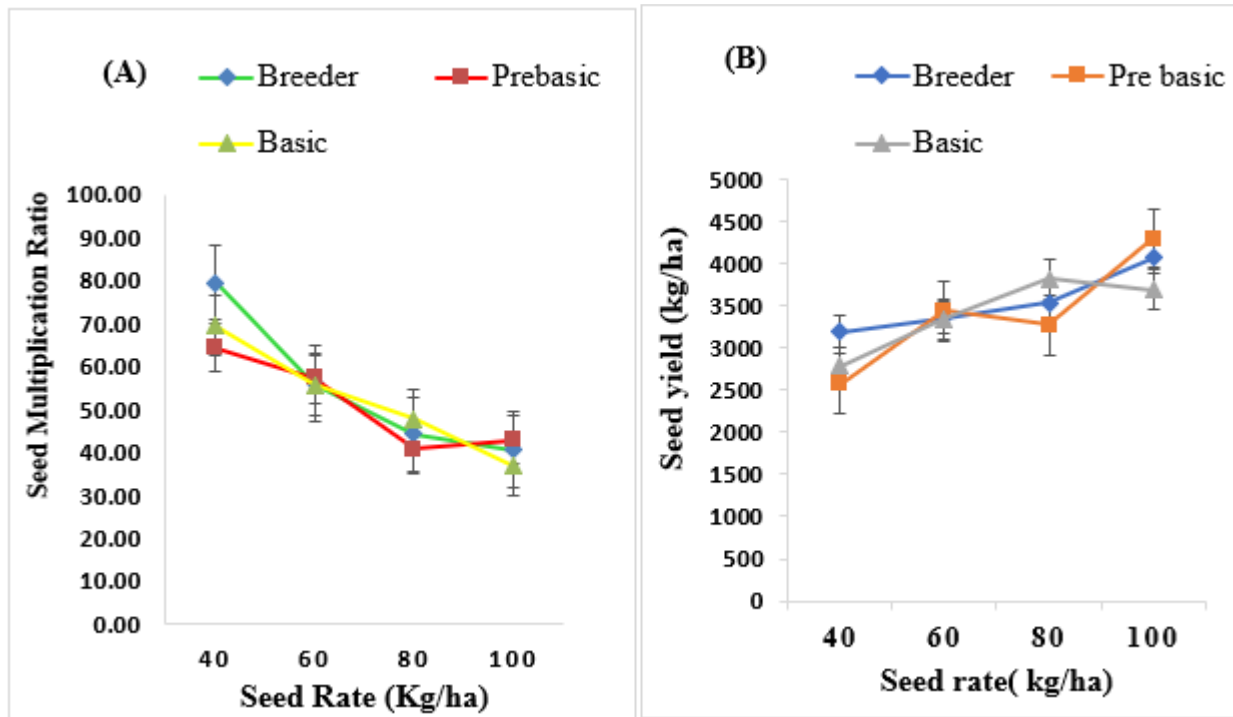 (A)
Breeder
Prebasic
Basic
Seed Multiplication Ratio
100.00
90.00
80.00
70.00
60.00
50.00
40.00
30.00
20.00
10.00
0.00
40 60 80 100
Seed Rate (Kg/ha)
(B)
Breeder
Pre basic
Basic
Seed yield (kg/ha)
5000
4500
4000
3500
3000
2500
2000
1500
1000
500
0
40 60 80 100
Seed rate( kg/ha)